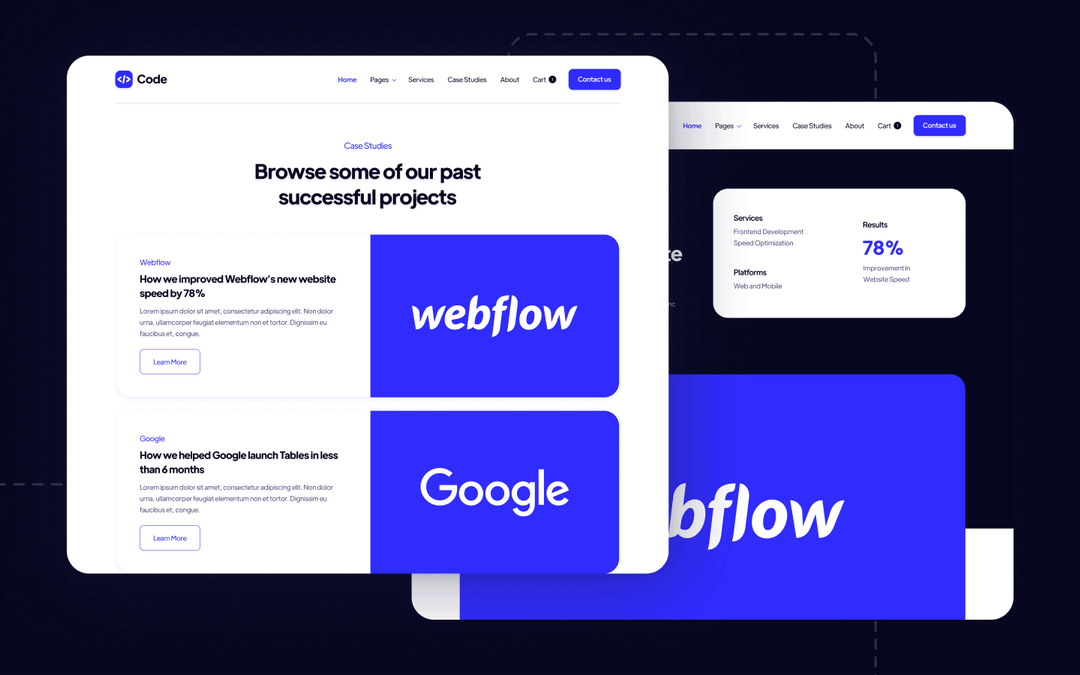 Code
Home Pages Services Case Studies About Cart 1 Contact us
Case Studies
Browse some of our past
successful projects
Webflow
How we improved Webflow's new website
speed by 78%
Lorem ipsum dolor sit amet, consectetur adipiscing elit. Non dolor
urna, ullamcorper feugiat elementum non et tortor. Dignissim eu
faucibus et, congue.
Learn More
webflow
Google
How we helped Google launch Tables in less
than 6 months
Lorem ipsum dolor sit amet, consectetur adipiscing elit. Non dolor
urna, ullamcorper feugiat elementum non et tortor. Dignissim eu
faucibus et, congue.
Learn More
Google
Home Pages Services Case Studies About Cart 1 Contact us
Services
Frontend Development
Speed Optimization
Platforms
Web and Mobile
Results
78%
Improvement in
Website Speed
bflow